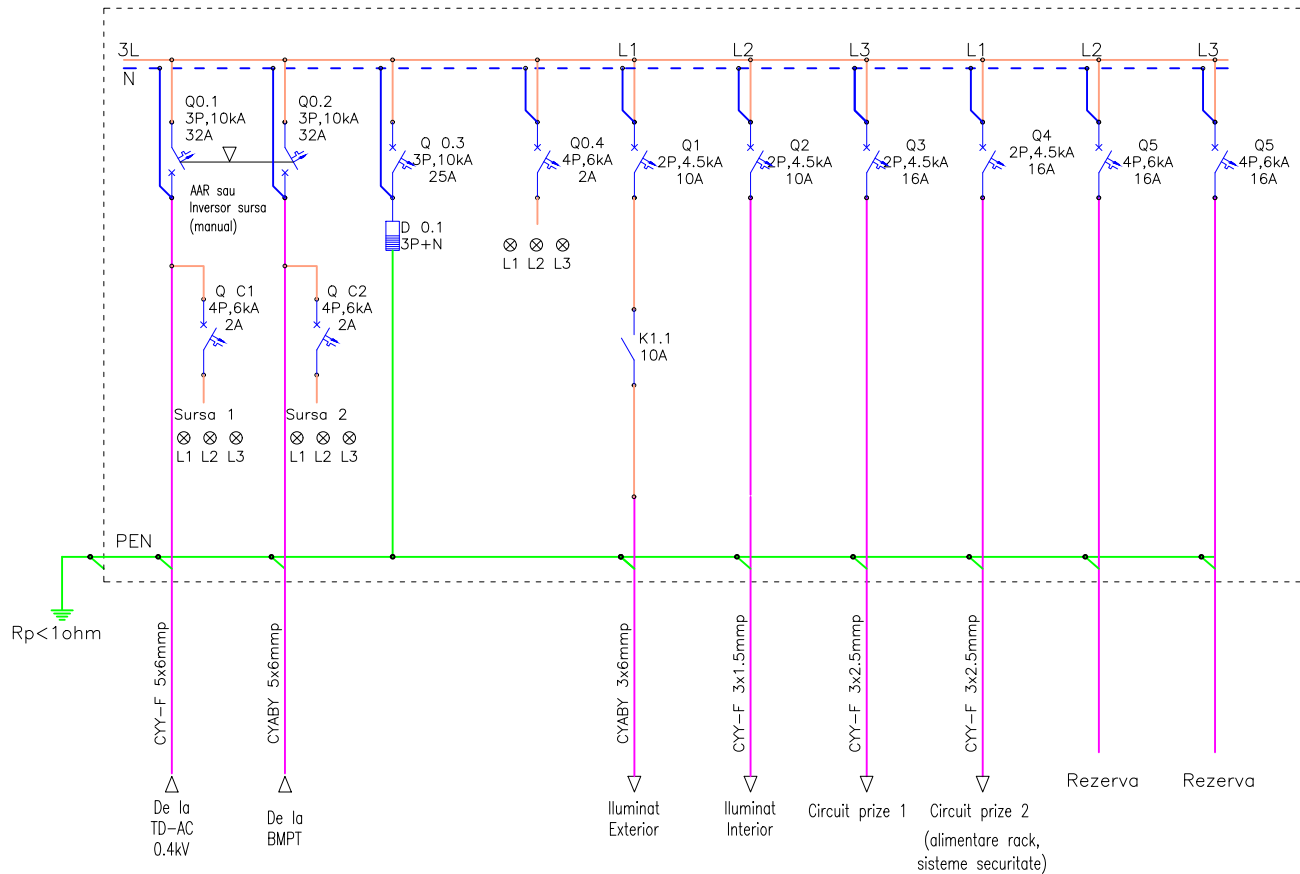 3L
N
L1
L2
L3
L1
L2
L3
Q0.1
3P,10kA
32A
Q0.2
3P,10kA
32A
AAR sau
Inversor sursa
(manual)
Q 0.3
3P,10kA
25A
D 0.1
3P+N
Q0.4
4P,6kA
2A
L1 L2 L3
Q1
2P,4.5kA
10A
Q2
2P,4.5kA
10A
Q3
2P,4.5kA
16A
Q4
2P,4.5kA
16A
Q5
4P,6kA
16A
Q5
4P,6kA
16A
Q C1
4P,6kA
2A
Q C2
4P,6kA
2A
K1.1
10A
Sursa 1
L1 L2 L3
Sursa 2
L1 L2 L3
PEN
Rp<1ohm
CYY-F 5x6mmp
CYABY 5x6mmp
CYABY 3x6mmp
CYY-F 3x1.5mmp
CYY-F 3x2.5mmp
CYY-F 3x2.5mmp
De la
TD-AC
0.4kV
De la
BMPT
Iluminat
Exterior
Iluminat
Interior
Circuit prize 1
Circuit prize 2
(alimentare rack,
sisteme securitate)
Rezerva
Rezerva